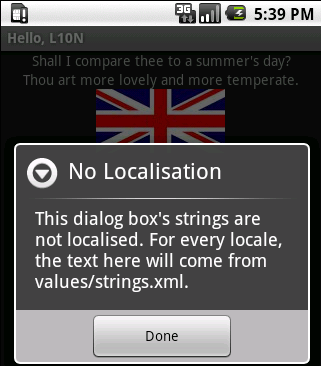 3G
5:39 PM
Hello, L10N
Shall I compare thee to a summer's day?
Thou art more lovely and more temperate.
No Localisation
This dialog box's strings are
not localised. For every locale,
the text here will come from
values/strings.xml.
Done